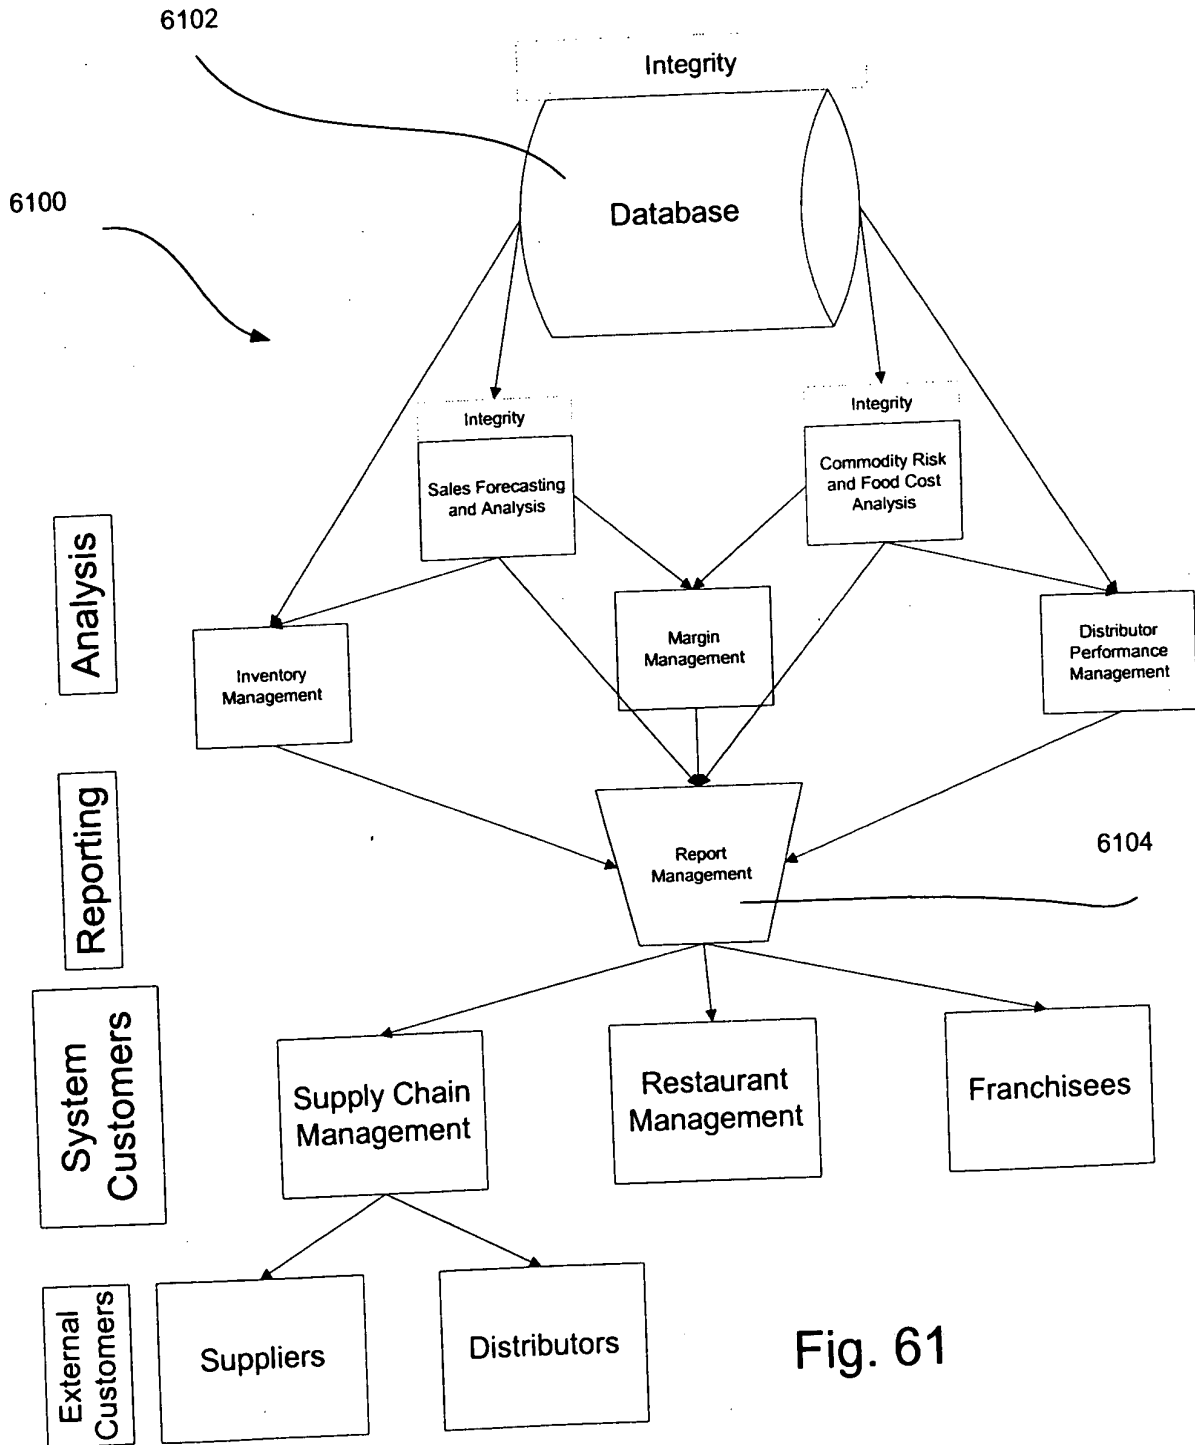 6102
Integrity
Database
6100
Integrity
Integrity
Sales Forecasting
and Analysis
Commodity Risk
and Food Cost
Analysis
Analysis
Inventory
Management
Margin
Management
Distributor
Performance
Management
Reporting
Report
Management
6104
System
Customers
Supply Chain
Management
Restaurant
Management
Franchisees
External
Customers
Suppliers
Distributors
Fig. 61